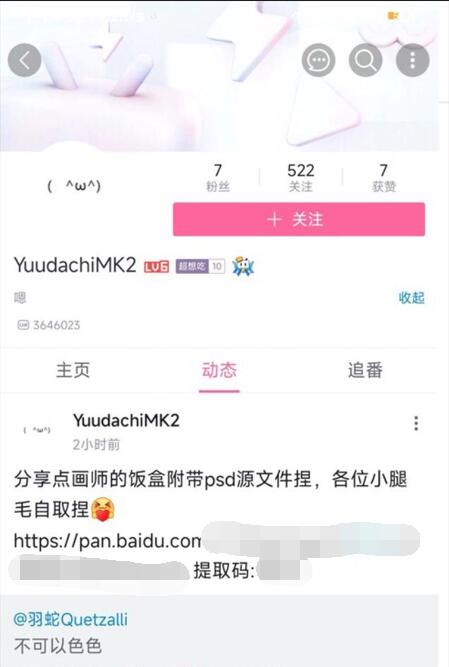 7
粉丝
522
关注
7
获赞
( ^ω^)
＋ 关注
YuudachiMK2 LV6 超想吃 10
嗯
收起
UID 3646023
主页
动态
追番
( ^ω^)
YuudachiMK2
2小时前
分享点画师的饭盒附带psd源文件捏，各位小腿
毛自取捏
https://pan.baidu.com
提取码:
@羽蛇Quetzalli
不可以色色